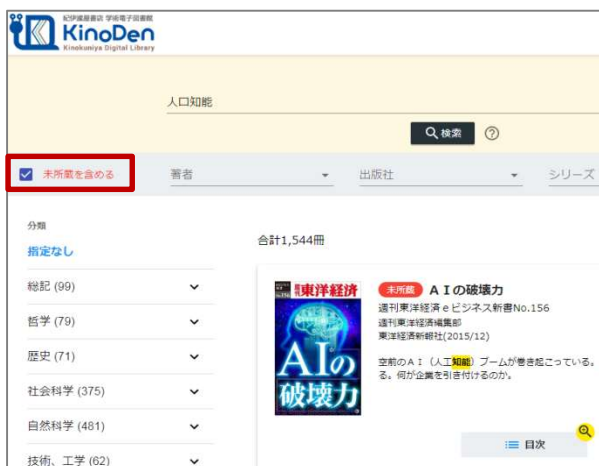 紀伊國屋書店 学術電子図書館
KinoDen
Kinokuniya Digital Library
人口知能
検索 ?
未所蔵を含める
著者 出版社 シリーズ
分類
指定なし
合計1,544冊
総記 (99)
哲学 (79)
歴史 (71)
社会科学 (375)
自然科学 (481)
技術、工学 (62)
東洋経済
AIの
破壊力
未所蔵 ＡＩの破壊力
週刊東洋経済ｅビジネス新書No.156
週刊東洋経済編集部
東洋経済新報社(2015/12)
空前のＡＩ（人工知能）ブームが巻き起こっている。
る。何が企業を引き付けるのか。
目次